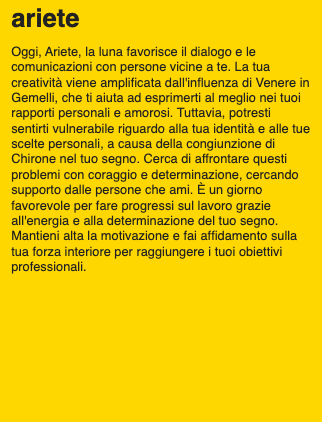 ariete
Oggi, Ariete, la luna favorisce il dialogo e le
comunicazioni con persone vicine a te. La tua
creatività viene amplificata dall'influenza di Venere in
Gemelli, che ti aiuta ad esprimerti al meglio nei tuoi
rapporti personali e amorosi. Tuttavia, potresti
sentirti vulnerabile riguardo alla tua identità e alle tue
scelte personali, a causa della congiunzione di
Chirone nel tuo segno. Cerca di affrontare questi
problemi con coraggio e determinazione, cercando
supporto dalle persone che ami. È un giorno
favorevole per fare progressi sul lavoro grazie
all'energia e alla determinazione del tuo segno.
Mantieni alta la motivazione e fai affidamento sulla
tua forza interiore per raggiungere i tuoi obiettivi
professionali.